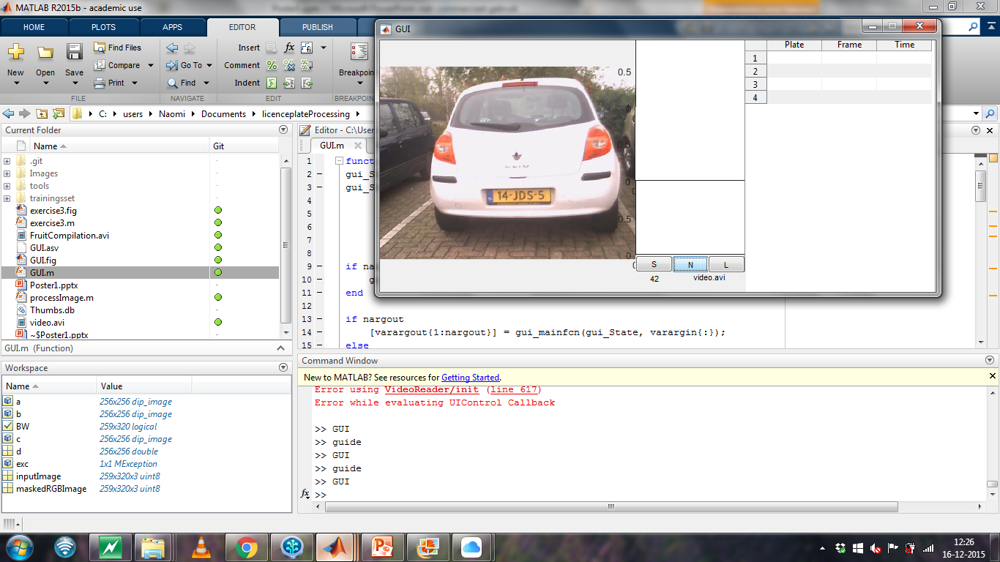 MATLAB R2015b - academic use
HOME PLOTS APPS EDITOR PUBLISH
New Open Save
Find Files
Compare
Print
Go To
Find
Insert
Comment
Indent
Breakpoin
FILE NAVIGATE EDIT BREAKPOIN
C: users Naomi Documents licenceplateProcessing
Current Folder
Name Git
.git
Images
tools
trainingsset
exercise3.fig
exercise3.m
FruitCompilation.avi
GUI.asv
GUI.fig
GUI.m
Poster1.pptx
processImage.m
Thumbs.db
video.avi
~$Poster1.pptx
GUI.m (Function)
Workspace
Name Value
a 256x256 dip_image
b 256x256 dip_image
BW 259x320 logical
c 256x256 dip_image
d 256x256 double
exc 1x1 MException
inputImage 259x320x3 uint8
maskedRGBImage 259x320x3 uint8
Editor - C:\User
GUI.m
1 funct
2 gui_S
3 gui_S
4
5
6
7
8
9 if na
10 g
11 end
12
13 if nargout
14 [varargout{1:nargout}] = gui_mainfcn(gui_State, varargin{:});
15 else
GUI
CLIO
14-JDS-5
0.5
0
0.5
0
0.5
0
S N L
42 video.avi
Plate Frame Time
1
2
3
4
Command Window
New to MATLAB? See resources for Getting Started.
Error using VideoReader/init (line 617)
Error while evaluating UIControl Callback
>> GUI
>> guide
>> GUI
>> guide
>> GUI
fx >>
12:26
16-12-2015